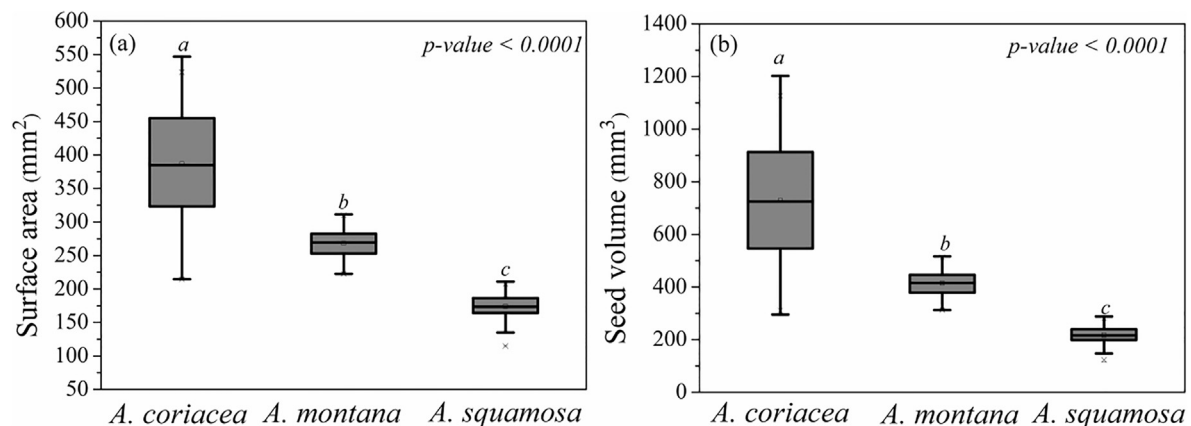 (a)
p-value < 0.0001
Surface area (mm²)
600
550
500
450
400
350
300
250
200
150
100
50
a
b
c
A. coriacea A. montana A. squamosa
(b)
p-value < 0.0001
Seed volume (mm³)
1400
1200
1000
800
600
400
200
0
a
b
c
A. coriacea A. montana A. squamosa